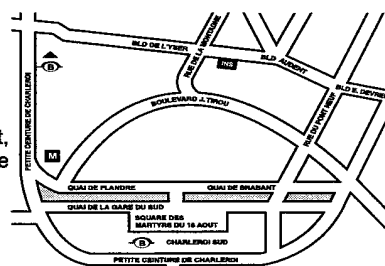 BLD DE L'YSER
RUE DE LA MONTAGNE
INS
BLD AUDENT
BLD E. DEVREU
B
PETITE CEINTURE DE CHARLEROI
BOULEVARD J.TIROU
RUE DU PONT NEUF
t,
e
M
QUAI DE FLANDRE
QUAI DE BRABANT
QUAI DE LA GARE DU SUD
SQUARE DES
MARTYRS DU 18 AOUT
B
CHARLEROI SUD
PETITE CEINTURE DE CHARLEROI